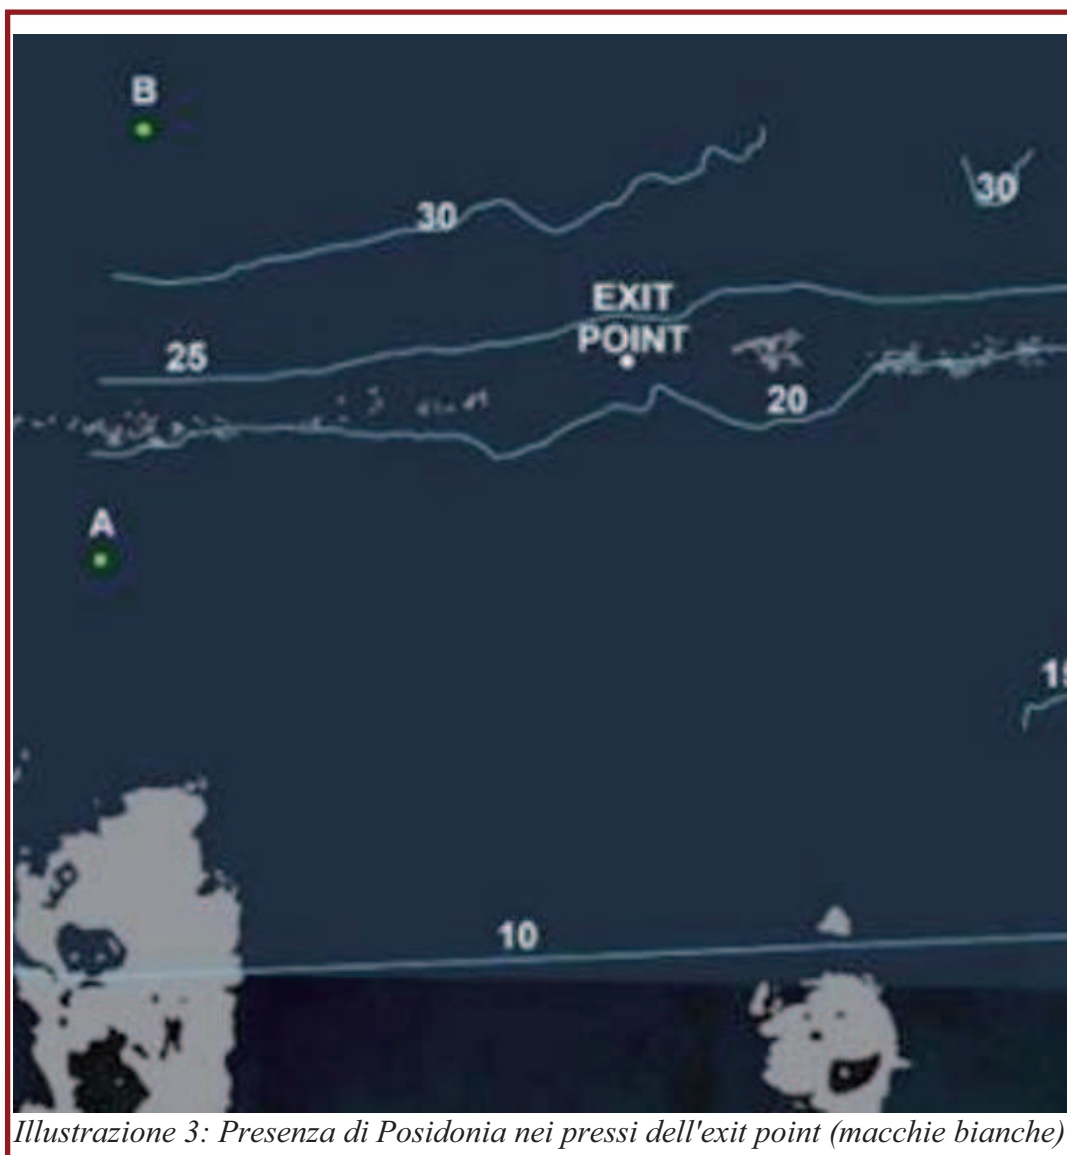 B
30
30
EXIT
POINT
25
20
A
15
10
Illustrazione 3: Presenza di Posidonia nei pressi dell'exit point (macchie bianche)